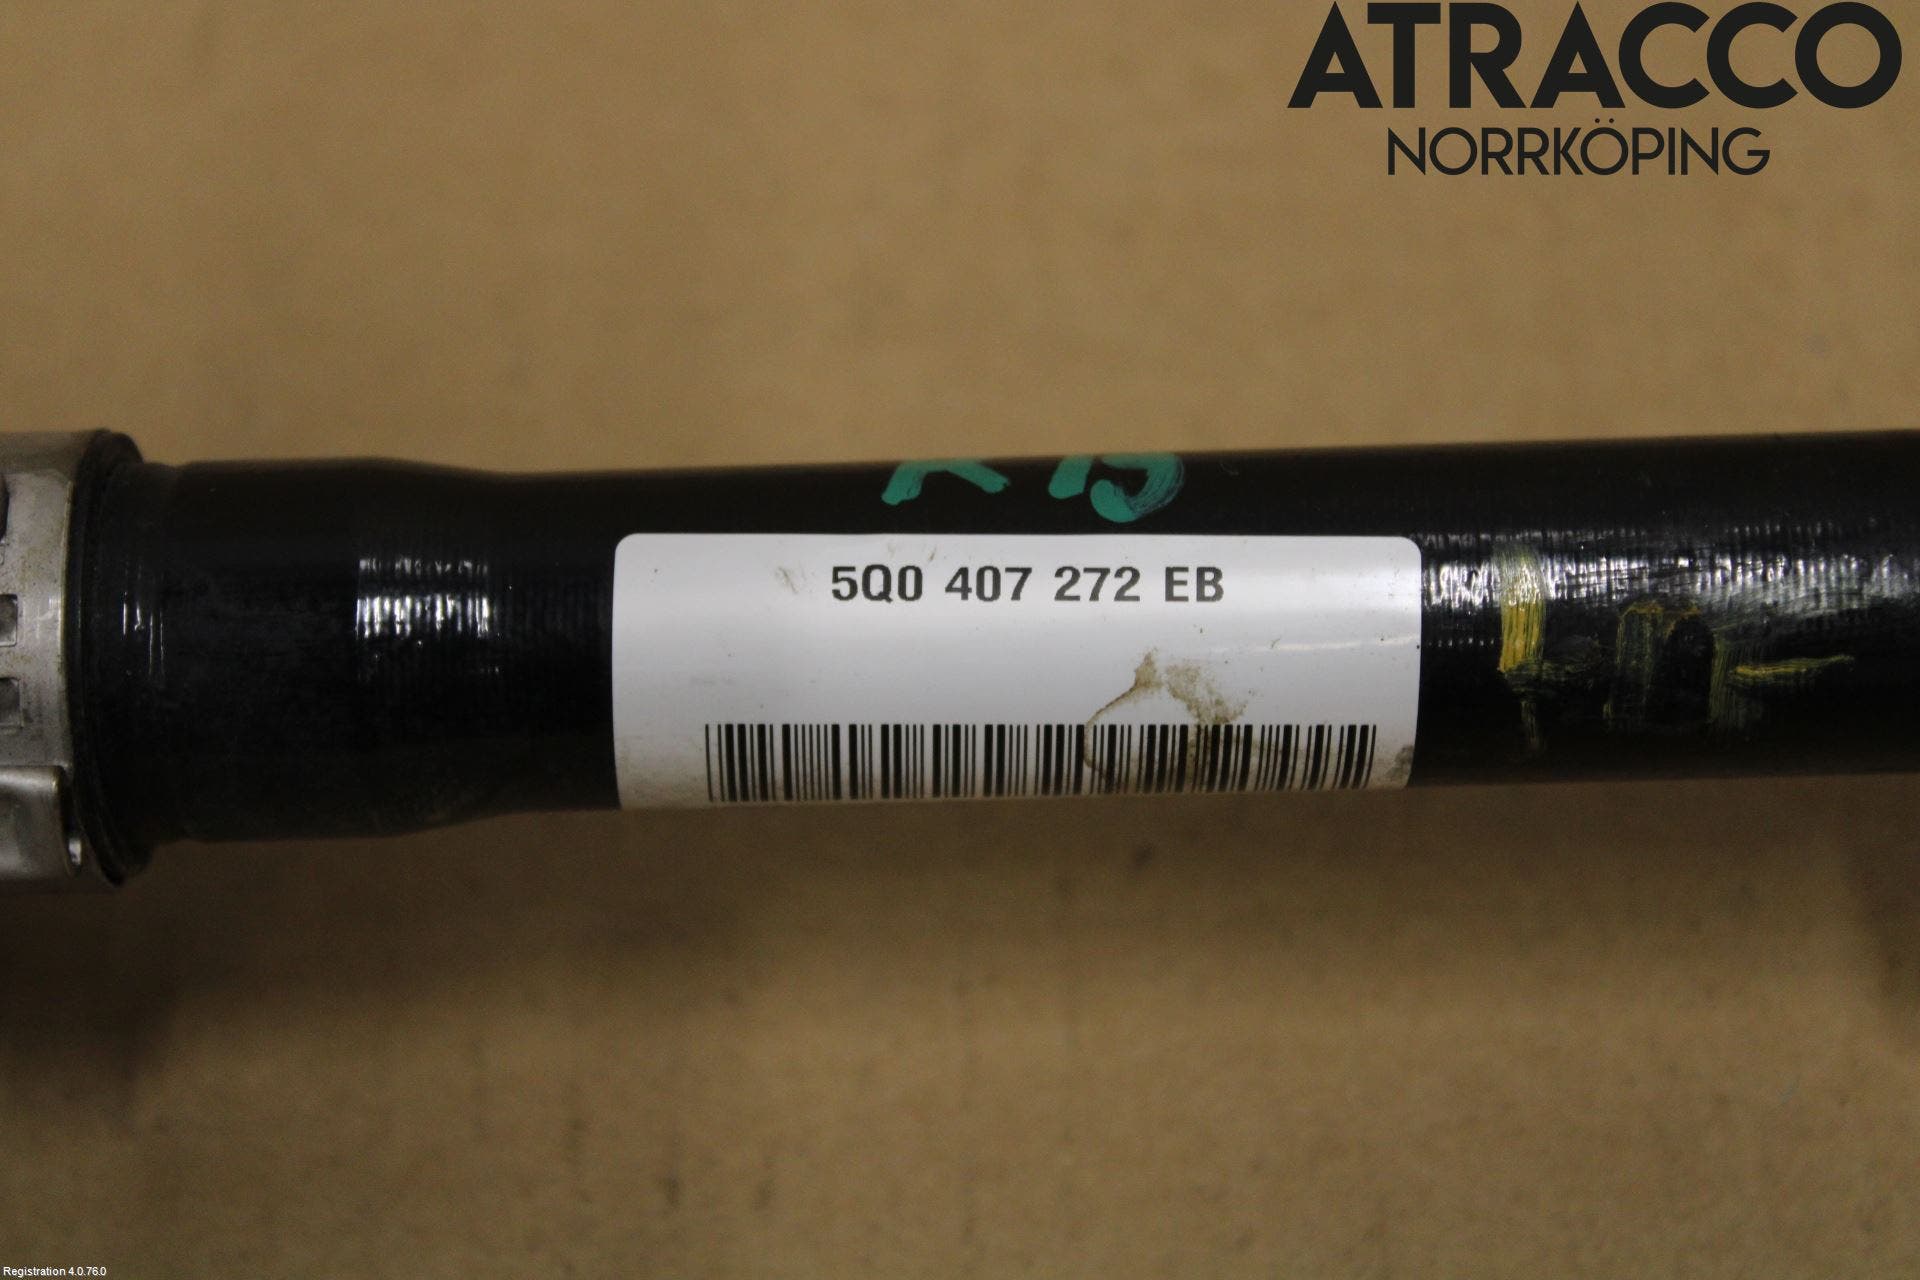 ATRACCO
NORRKÖPING
5Q0 407 272 EB
Registration 4.0.76.0